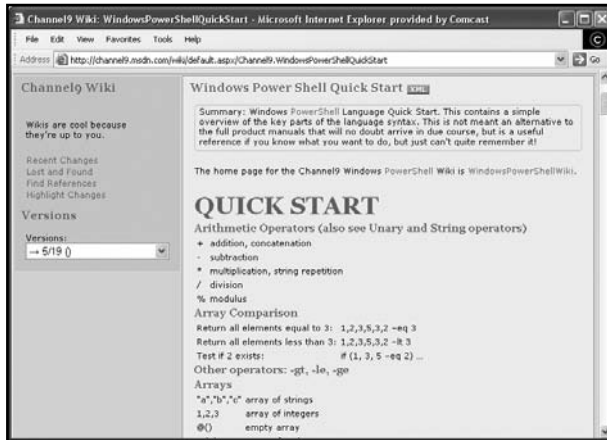 Channel9 Wiki: WindowsPowerShellQuickStart - Microsoft Internet Explorer provided by Comcast
File Edit View Favorites Tools Help
Address http://channel9.msdn.com/wiki/default.aspx/Channel9.WindowsPowerShellQuickStart Go
Channel9 Wiki
Wikis are cool because
they're up to you.
Recent Changes
Lost and Found
Find References
Highlight Changes
Versions
Versions:
→ 5/19 ()
Windows Power Shell Quick Start XML
Summary: Windows PowerShell Language Quick Start. This contains a simple
overview of the key parts of the language syntax. This is not meant an alternative to
the full product manuals that will no doubt arrive in due course, but is a useful
reference if you know what you want to do, but just can't quite remember it!
The home page for the Channel9 Windows PowerShell Wiki is WindowsPowerShellWiki.
QUICK START
Arithmetic Operators (also see Unary and String operators)
+ addition, concatenation
- subtraction
* multiplication, string repetition
/ division
% modulus
Array Comparison
Return all elements equal to 3: 1,2,3,5,3,2 -eq 3
Return all elements less than 3: 1,2,3,5,3,2 -lt 3
Test if 2 exists: if (1, 3, 5 -eq 2) ...
Other operators: -gt, -le, -ge
Arrays
"a","b","c" array of strings
1,2,3 array of integers
@() empty array